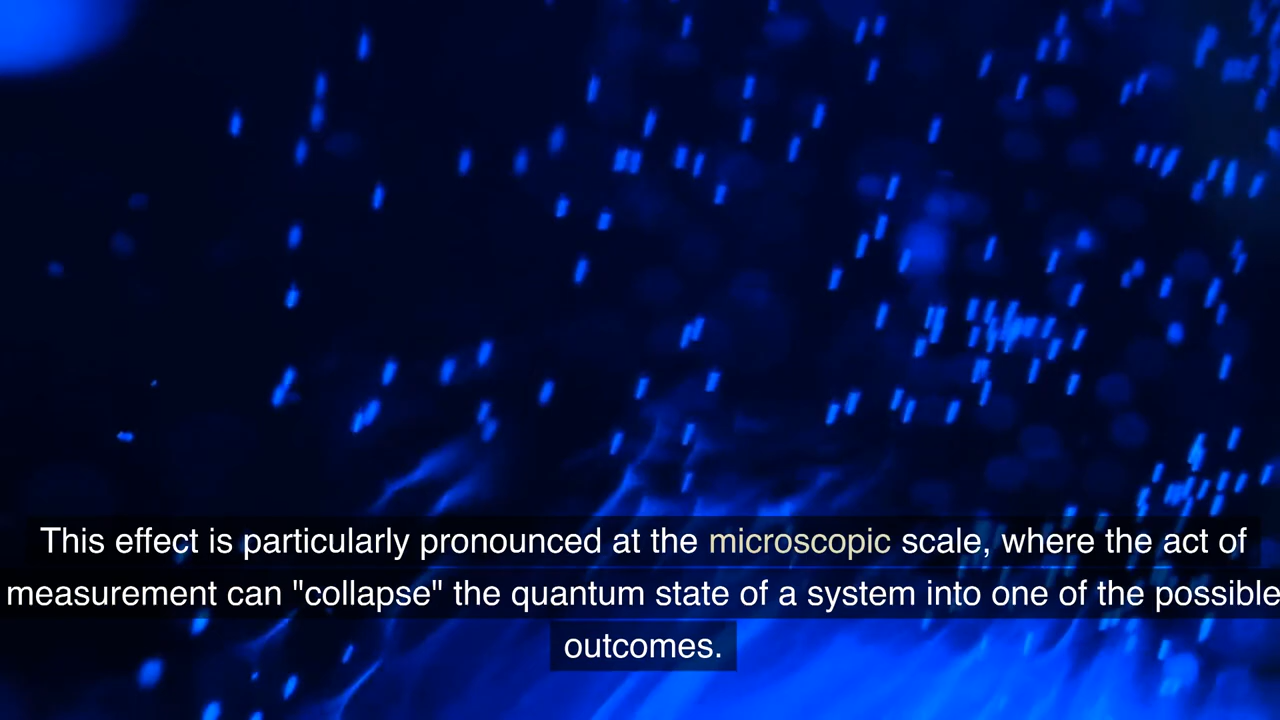 This effect is particularly pronounced at the microscopic scale, where the act of
measurement can "collapse" the quantum state of a system into one of the possible
outcomes.